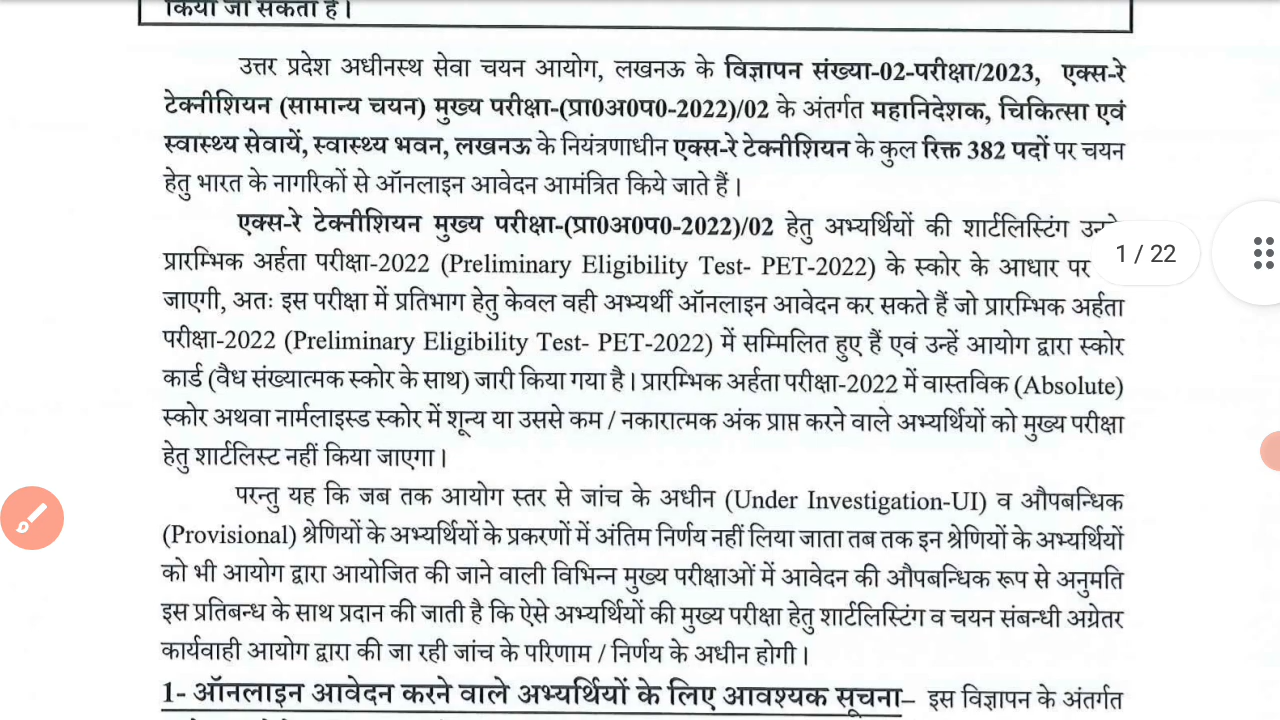 किया जा सकता है।
उत्तर प्रदेश अधीनस्थ सेवा चयन आयोग, लखनऊ के विज्ञापन संख्या-02-परीक्षा/2023, एक्स-रे
टेक्नीशियन (सामान्य चयन) मुख्य परीक्षा-(प्रा0अ0प0-2022)/02 के अंतर्गत महानिदेशक, चिकित्सा एवं
स्वास्थ्य सेवायें, स्वास्थ्य भवन, लखनऊ के नियंत्रणाधीन एक्स-रे टेक्नीशियन के कुल रिक्त 382 पदों पर चयन
हेतु भारत के नागरिकों से ऑनलाइन आवेदन आमंत्रित किये जाते हैं।
एक्स-रे टेक्नीशियन मुख्य परीक्षा-(प्रा0अ0प0-2022)/02 हेतु अभ्यर्थियों की शार्टलिस्टिंग
प्रारम्भिक अर्हता परीक्षा-2022 (Preliminary Eligibility Test- PET-2022) के स्कोर के आधार पर
1 / 22
जाएगी, अतः इस परीक्षा में प्रतिभाग हेतु केवल वही अभ्यर्थी ऑनलाइन आवेदन कर सकते हैं जो प्रारम्भिक अर्हता
परीक्षा-2022 (Preliminary Eligibility Test- PET-2022) में सम्मिलित हुए हैं एवं उन्हें आयोग द्वारा स्कोर
कार्ड (वैध संख्यात्मक स्कोर के साथ) जारी किया गया है। प्रारम्भिक अर्हता परीक्षा-2022 में वास्तविक (Absolute)
स्कोर अथवा नार्मलाइस्ड स्कोर में शून्य या उससे कम / नकारात्मक अंक प्राप्त करने वाले अभ्यर्थियों को मुख्य परीक्षा
हेतु शार्टलिस्ट नहीं किया जाएगा।
परन्तु यह कि जब तक आयोग स्तर से जांच के अधीन (Under Investigation-UI) व औपबन्धिक
(Provisional) श्रेणियों के अभ्यर्थियों के प्रकरणों में अंतिम निर्णय नहीं लिया जाता तब तक इन श्रेणियों के अभ्यर्थियों
को भी आयोग द्वारा आयोजित की जाने वाली विभिन्न मुख्य परीक्षाओं में आवेदन की औपबन्धिक रूप से अनुमति
इस प्रतिबन्ध के साथ प्रदान की जाती है कि ऐसे अभ्यर्थियों की मुख्य परीक्षा हेतु शार्टलिस्टिंग व चयन संबन्धी अग्रेतर
कार्यवाही आयोग द्वारा की जा रही जांच के परिणाम / निर्णय के अधीन होगी।
1- ऑनलाइन आवेदन करने वाले अभ्यर्थियों के लिए आवश्यक सूचना– इस विज्ञापन के अंतर्गत